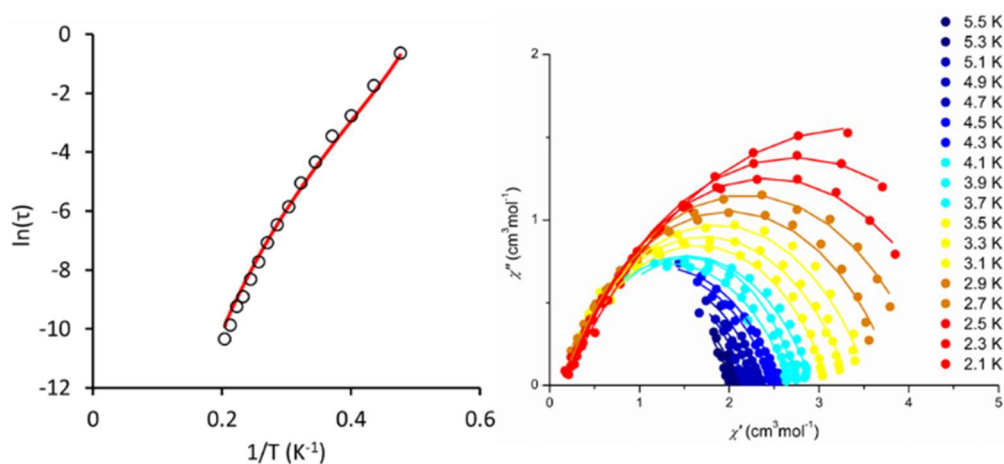 0
-2
-4
-6
-8
-10
-12
ln(τ)
0
0.2
0.4
0.6
1/T (K⁻¹)
2
1
0
χ'' (cm³mol⁻¹)
0
1
2
3
4
5
χ' (cm³mol⁻¹)
5.5 K
5.3 K
5.1 K
4.9 K
4.7 K
4.5 K
4.1 K
3.9 K
3.7 K
3.5 K
3.3 K
3.1 K
2.9 K
2.7 K
2.5 K
2.3 K
2.1 K